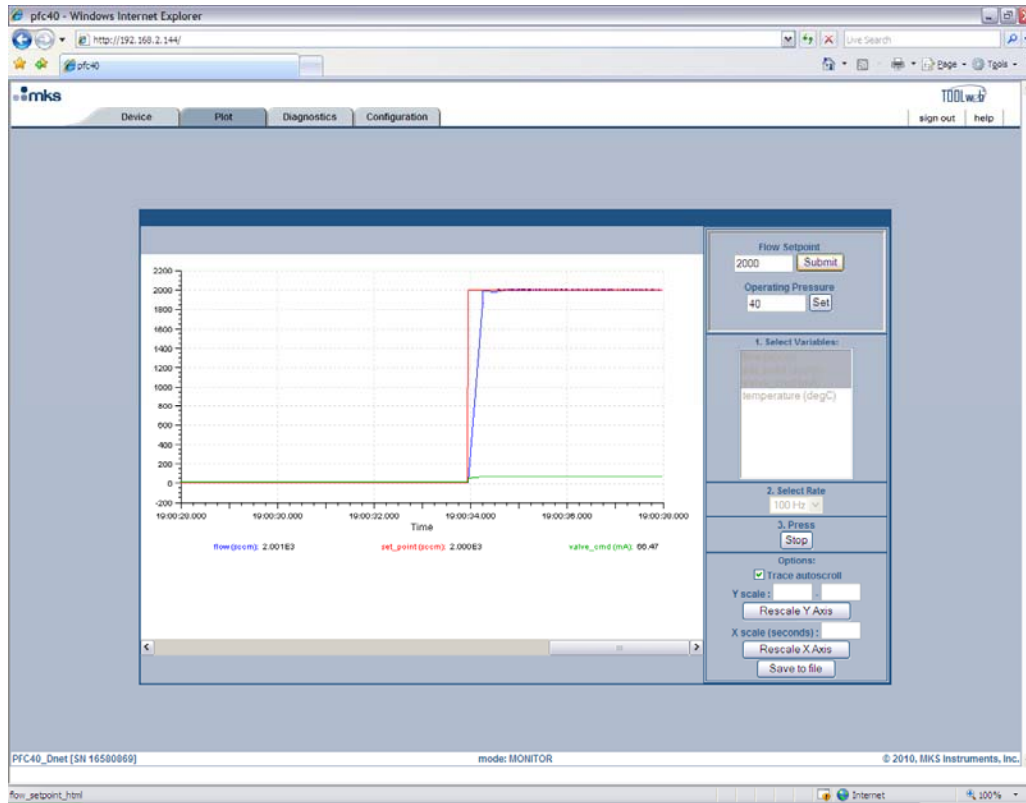 pfc40 - Windows Internet Explorer
http://192.168.2.144/
Live Search
pfc40
Page
Tools
mks
TOOLweb
Device
Plot
Diagnostics
Configuration
sign out
help
Flow Setpoint
2000
Submit
Operating Pressure
40
Set
1. Select Variables:
temperature (degC)
2. Select Rate
100 Hz
3. Press
Stop
Options:
Trace autoscroll
Y scale :
-
Rescale Y Axis
X scale (seconds) :
Rescale X Axis
Save to file
2200
2000
1800
1600
1400
1200
1000
800
600
400
200
0
-200
19:00:28.000
19:00:30.000
19:00:32.000
19:00:34.000
19:00:36.000
19:00:38.000
Time
flow (sccm): 2.001E3
set_point (sccm): 2.000E3
valve_cmd (mA): 66.47
PFC40_Dnet [SN 16580069]
mode: MONITOR
© 2010, MKS Instruments, Inc.
flow_setpoint_html
Internet
100%